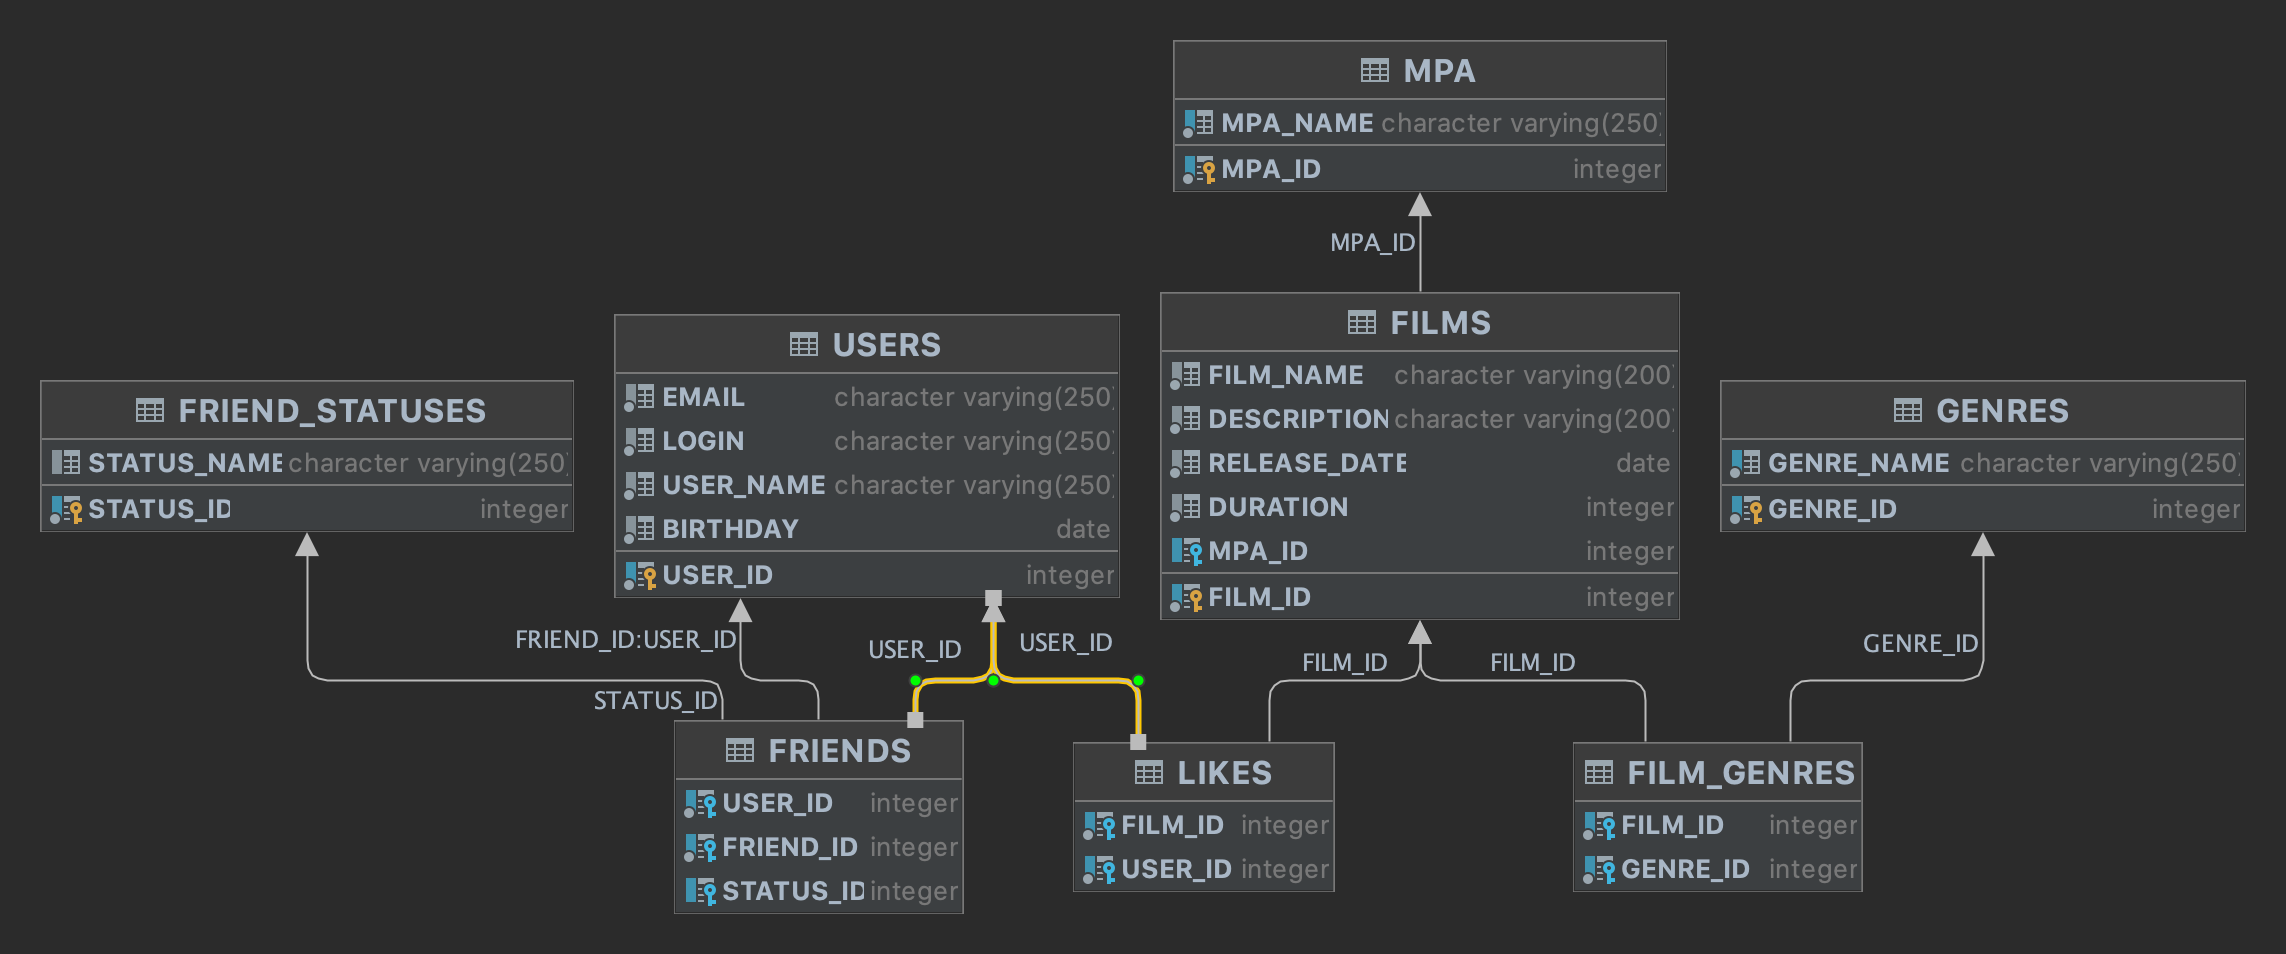 MPA
MPA_NAME character varying(250)
MPA_ID integer
MPA_ID
FILMS
FILM_NAME character varying(200)
DESCRIPTION character varying(200)
RELEASE_DATE date
DURATION integer
MPA_ID integer
FILM_ID integer
USERS
EMAIL character varying(250)
LOGIN character varying(250)
USER_NAME character varying(250)
BIRTHDAY date
USER_ID integer
FRIEND_STATUSES
STATUS_NAME character varying(250)
STATUS_ID integer
GENRES
GENRE_NAME character varying(250)
GENRE_ID integer
FRIEND_ID:USER_ID
USER_ID
USER_ID
FILM_ID
FILM_ID
GENRE_ID
STATUS_ID
FRIENDS
USER_ID integer
FRIEND_ID integer
STATUS_ID integer
LIKES
FILM_ID integer
USER_ID integer
FILM_GENRES
FILM_ID integer
GENRE_ID integer